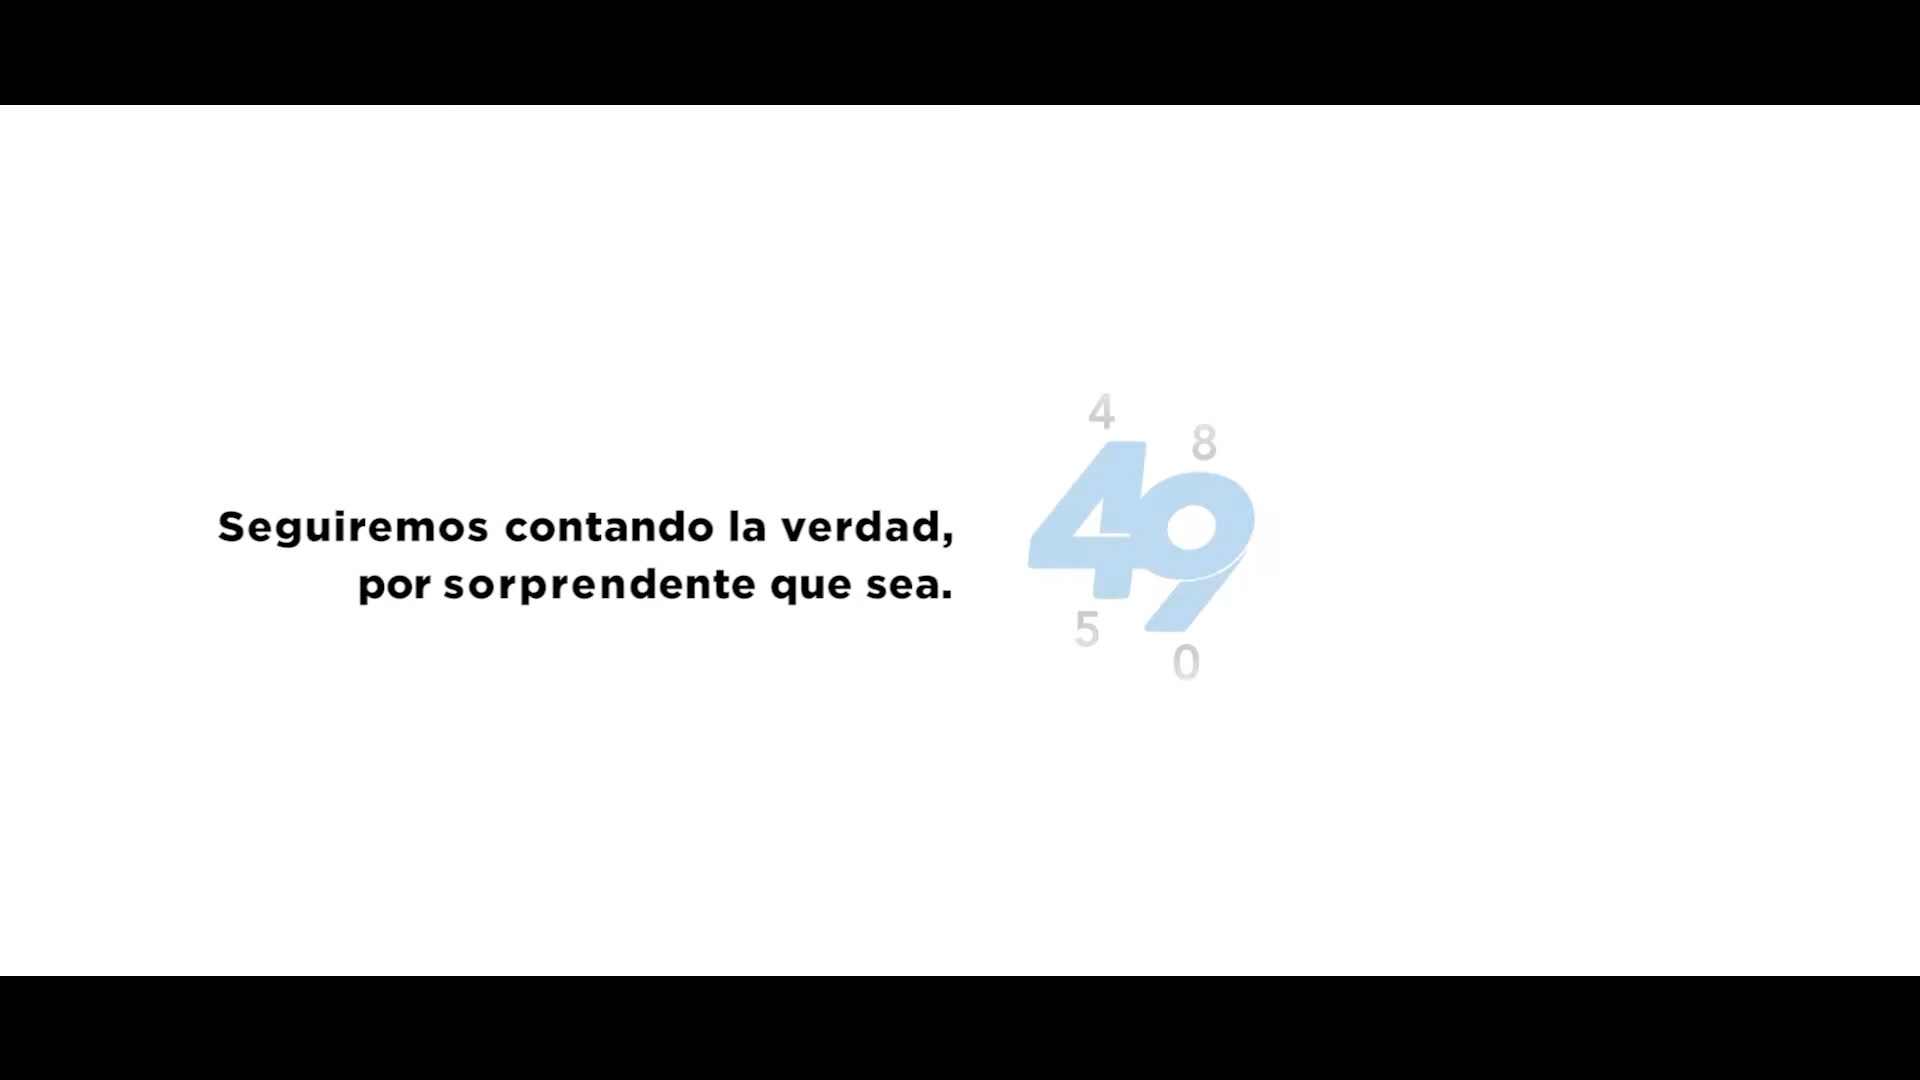 Seguiremos contando la verdad,
por sorprendente que sea.
4
8
49
5
0